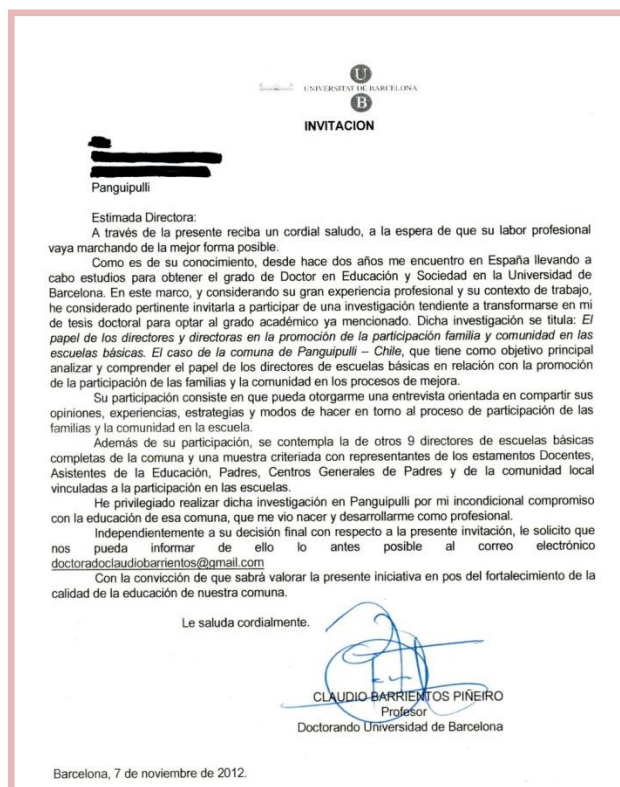 U
UNIVERSITAT DE BARCELONA
B
INVITACION
Panguipulli
Estimada Directora:
A través de la presente reciba un cordial saludo, a la espera de que su labor profesional
vaya marchando de la mejor forma posible.
Como es de su conocimiento, desde hace dos años me encuentro en España llevando a
cabo estudios para obtener el grado de Doctor en Educación y Sociedad en la Universidad de
Barcelona. En este marco, y considerando su gran experiencia profesional y su contexto de trabajo,
he considerado pertinente invitarla a participar de una investigación tendiente a transformarse en mi
de tesis doctoral para optar al grado académico ya mencionado. Dicha investigación se titula: El
papel de los directores y directoras en la promoción de la participación familia y comunidad en las
escuelas básicas. El caso de la comuna de Panguipulli – Chile, que tiene como objetivo principal
analizar y comprender el papel de los directores de escuelas básicas en relación con la promoción
de la participación de las familias y la comunidad en los procesos de mejora.
Su participación consiste en que pueda otorgarme una entrevista orientada en compartir sus
opiniones, experiencias, estrategias y modos de hacer en torno al proceso de participación de las
familias y la comunidad en la escuela.
Además de su participación, se contempla la de otros 9 directores de escuelas básicas
completas de la comuna y una muestra criteriada con representantes de los estamentos Docentes,
Asistentes de la Educación, Padres, Centros Generales de Padres y de la comunidad local
vinculadas a la participación en las escuelas.
He privilegiado realizar dicha investigación en Panguipulli por mi incondicional compromiso
con la educación de esa comuna, que me vio nacer y desarrollarme como profesional.
Independientemente a su decisión final con respecto a la presente invitación, le solicito que
nos pueda informar de ello lo antes posible al correo electrónico
doctoradoclaudiobarrientos@gmail.com
Con la convicción de que sabrá valorar la presente iniciativa en pos del fortalecimiento de la
calidad de la educación de nuestra comuna.
Le saluda cordialmente.
CLAUDIO BARRIENTOS PIÑEIRO
Profesor
Doctorando Universidad de Barcelona
Barcelona, 7 de noviembre de 2012.